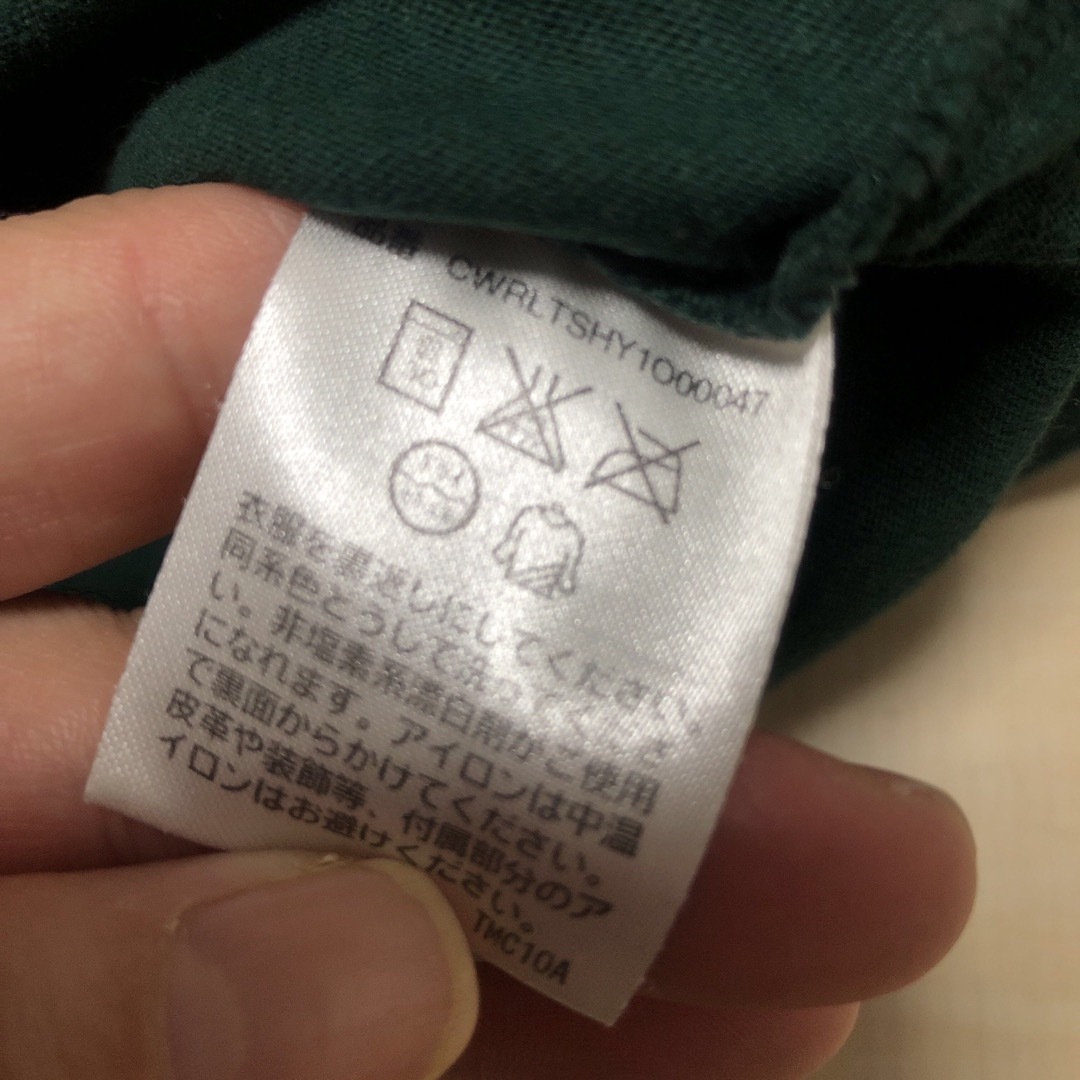 品番 CWRLTSHY1O00047
衣服を裏返しにしてください。
同系色どうしで洗ってくださ
い。非塩素系漂白剤がご使用
になれます。アイロンは中温
で裏面からかけてください。
皮革や装飾等、付属部分のア
イロンはお避けください。
TMC10A